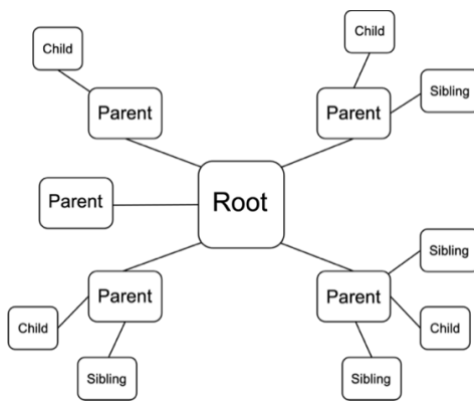 Child
Child
Parent
Parent
Sibling
Parent
Root
Sibling
Parent
Parent
Child
Child
Sibling
Sibling